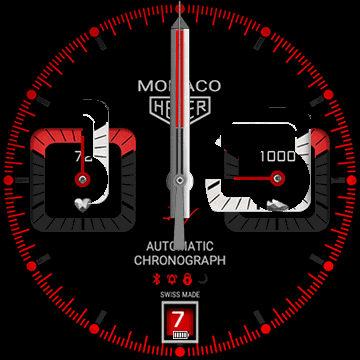 MONACO
HEUER
72
1000
AUTOMATIC
CHRONOGRAPH
SWISS MADE
7